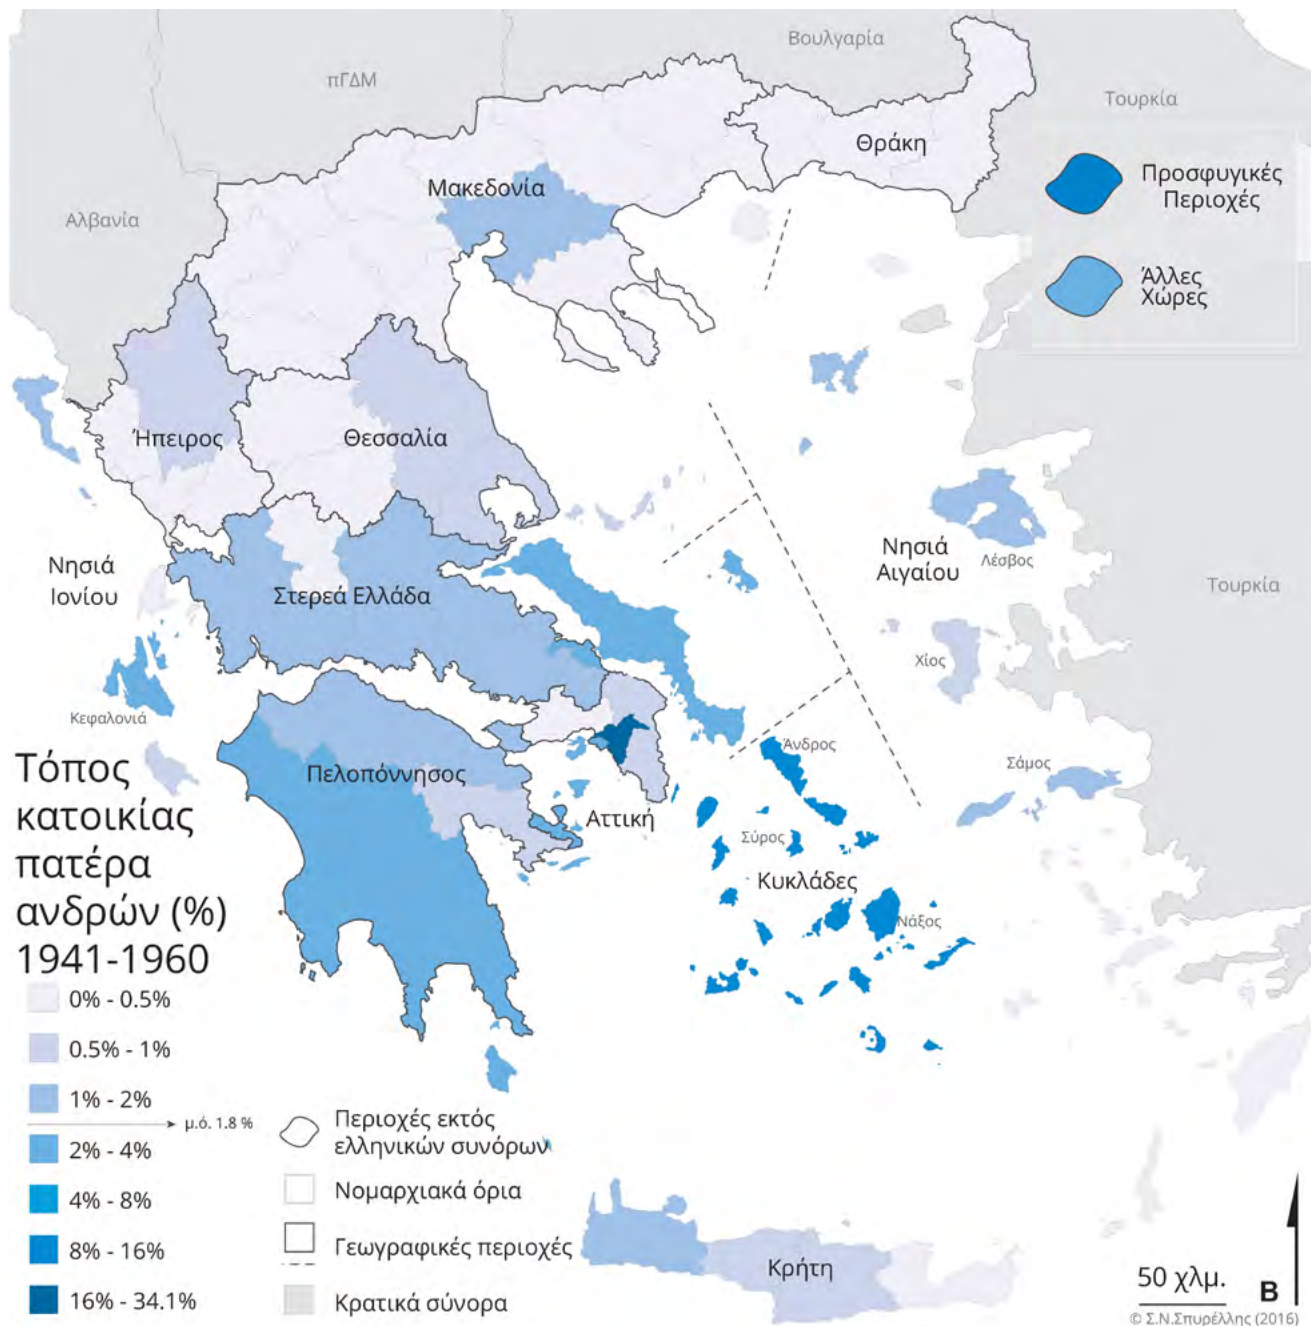 Βουλγαρία
πΓΔΜ
Τουρκία
Θράκη
Προσφυγικές
Περιοχές
Μακεδονία
Αλβανία
Άλλες
Χώρες
Ήπειρος
Θεσσαλία
Νησιά
Αιγαίου
Λέσβος
Νησιά
Ιονίου
Στερεά Ελλάδα
Τουρκία
Χίος
Κεφαλονιά
Άνδρος
Σάμος
Πελοπόννησος
Αττική
Σύρος
Κυκλάδες
Νάξος
Τόπος
κατοικίας
πατέρα
ανδρών (%)
1941-1960
0% - 0.5%
0.5% - 1%
1% - 2%
μ.ό. 1.8 %
2% - 4%
4% - 8%
8% - 16%
16% - 34.1%
Περιοχές εκτός
ελληνικών συνόρων
Νομαρχιακά όρια
Γεωγραφικές περιοχές
Κρατικά σύνορα
Κρήτη
50 χλμ.
Β
© Σ.Ν.Σπυρέλλης (2016)